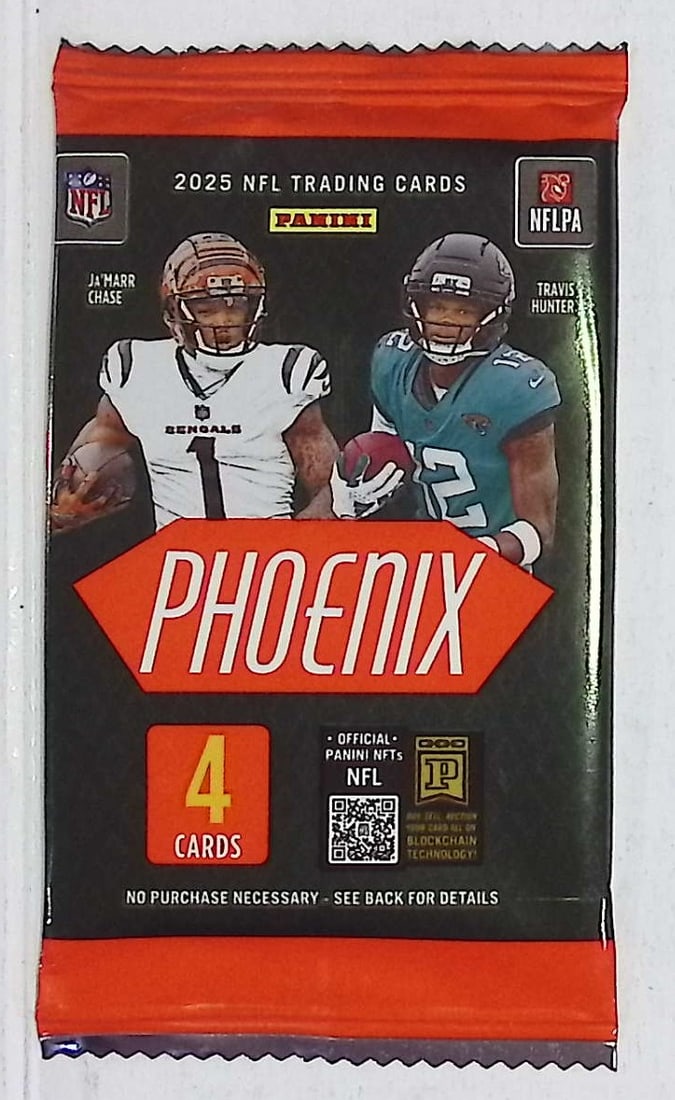 2025 NFL TRADING CARDS
PANINI
NFL
NFLPA
JA'MARR
CHASE
TRAVIS
HUNTER
BENGALS
1
12
12
PHOENIX
4
CARDS
· OFFICIAL ·
PANINI NFTs
NFL
P
BUY, SELL, AUCTION
YOUR CARD ALL ON
BLOCKCHAIN
TECHNOLOGY!
NO PURCHASE NECESSARY - SEE BACK FOR DETAILS